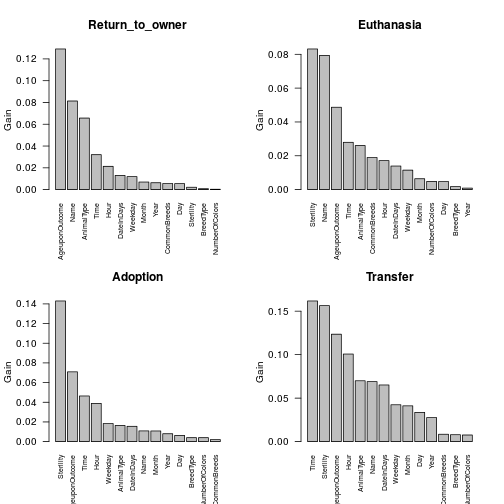 Return_to_owner
Gain
0.12
0.10
0.08
0.06
0.04
0.02
0.00
AgeuponOutcome
Name
AnimalType
Time
Hour
DateInDays
Weekday
Month
Year
CommonBreeds
Day
Sterility
BreedType
NumberOfColors
Euthanasia
Gain
0.08
0.06
0.04
0.02
0.00
Sterility
Name
AgeuponOutcome
Time
AnimalType
CommonBreeds
Hour
DateInDays
Weekday
Month
NumberOfColors
Day
BreedType
Year
Adoption
Gain
0.14
0.12
0.10
0.08
0.06
0.04
0.02
0.00
Sterility
geuponOutcome
Time
Hour
Weekday
AnimalType
DateInDays
Name
Month
Year
Day
BreedType
umberOfColors
ommonBreeds
Transfer
Gain
0.15
0.10
0.05
0.00
Time
Name
AgeuponOutcome
Hour
AnimalType
Sterility
DateInDays
Weekday
Month
Day
Year
CommonBreeds
BreedType
umberOfColors